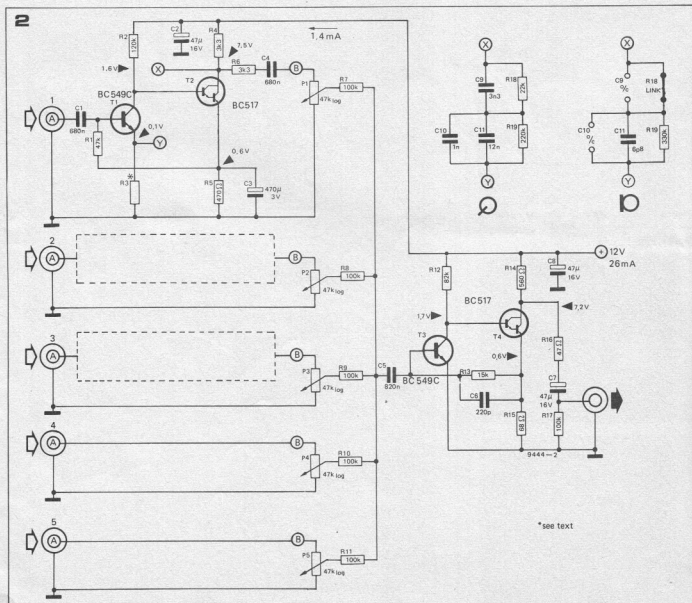 2
R2
120k
C2
47µ
16V
R4
3k3
7,5V
1,4 mA
X
R6
3k3
C4
680n
B
1,6V
BC549C
T2
BC517
P1
47k log
R7
100k
1
A
C1
680n
T1
0,1V
R1
47k
Y
*
R3
0,6V
R5
470Ω
C3
470µ
3V
X
C9
3n3
R18
22k
C10
1n
C11
12n
R19
220k
Y
X
C9
%
R18
LINK
C10
%
C11
6p8
R19
330k
Y
2
A
B
P2
47k log
R8
100k
3
A
B
P3
47k log
R9
100k
4
A
B
P4
47k log
R10
100k
5
A
B
P5
47k log
R11
100k
+ 12V
26mA
R12
82k
R14
560Ω
C8
47µ
16V
BC517
7,2V
1,7V
T4
R16
47Ω
T3
0,6V
C5
820n
BC549C
R13
15k
C7
47µ
16V
C6
220p
R15
68Ω
R17
100k
9444-2
*see text